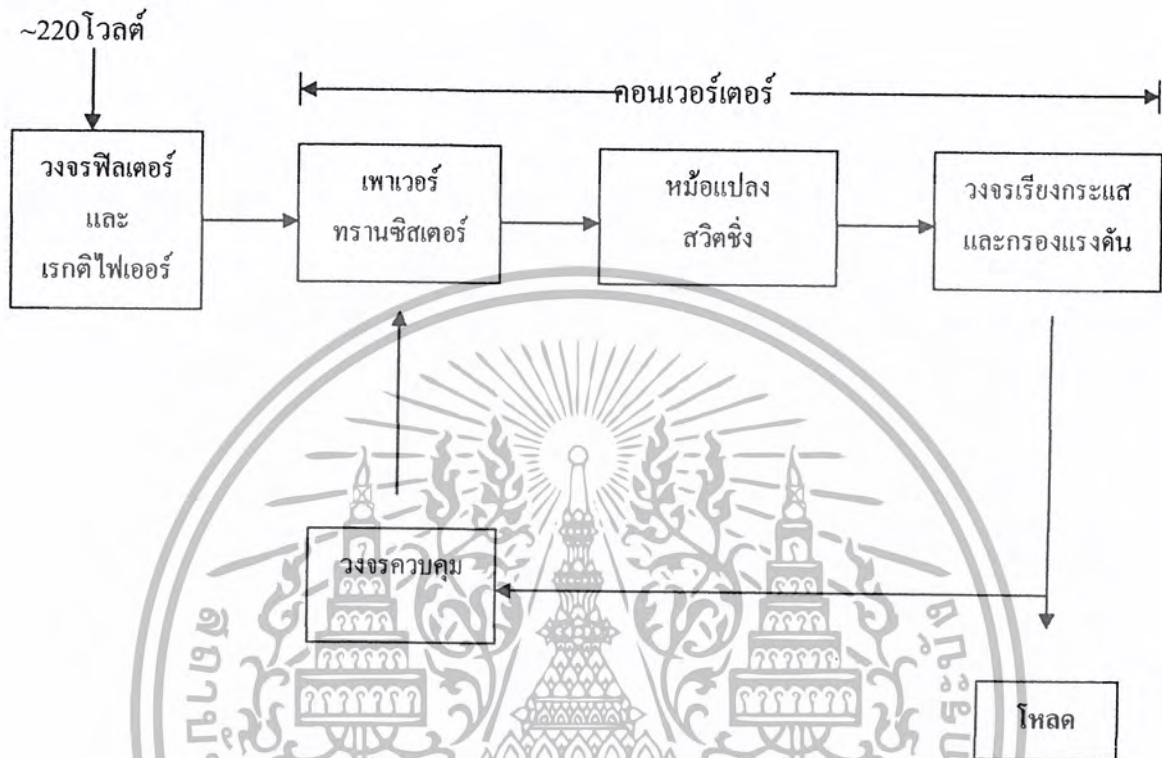 ~220 โวลต์
คอนเวอร์เตอร์
วงจรฟิลเตอร์
และ
เรกติไฟเออร์
เพาเวอร์
ทรานซิสเตอร์
หม้อแปลง
สวิตชิ่ง
วงจรเรียงกระแส
และกรองแรงดัน
วงจรควบคุม
โหลด